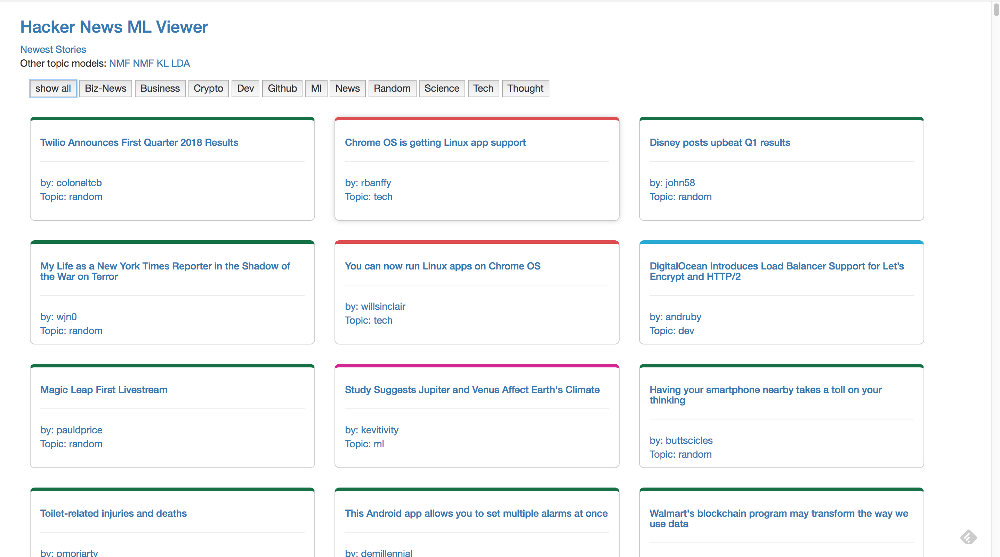 Hacker News ML Viewer
Newest Stories
Other topic models: NMF NMF KL LDA
show all Biz-News Business Crypto Dev Github Ml News Random Science Tech Thought
Twilio Announces First Quarter 2018 Results
by: coloneltcb
Topic: random
Chrome OS is getting Linux app support
by: rbanffy
Topic: tech
Disney posts upbeat Q1 results
by: john58
Topic: random
My Life as a New York Times Reporter in the Shadow of
the War on Terror
by: wjn0
Topic: random
You can now run Linux apps on Chrome OS
by: willsinclair
Topic: tech
DigitalOcean Introduces Load Balancer Support for Let’s
Encrypt and HTTP/2
by: andruby
Topic: dev
Magic Leap First Livestream
by: pauldprice
Topic: random
Study Suggests Jupiter and Venus Affect Earth's Climate
by: kevitivity
Topic: ml
Having your smartphone nearby takes a toll on your
thinking
by: buttscicles
Topic: random
Toilet-related injuries and deaths
by: pmoriarty
This Android app allows you to set multiple alarms at once
by: demillennial
Walmart's blockchain program may transform the way we
use data